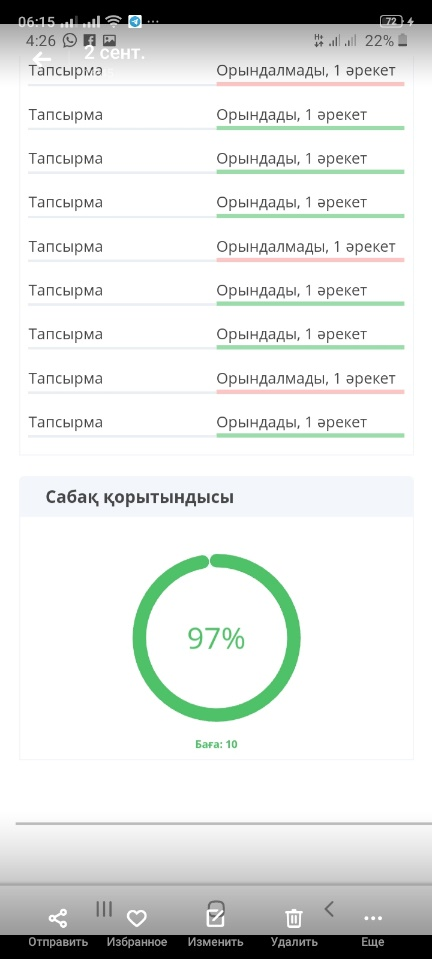 06:15
72
4:26
22%
2 сент.
Тапсырма Орындалмады, 1 әрекет
Тапсырма Орындады, 1 әрекет
Тапсырма Орындады, 1 әрекет
Тапсырма Орындады, 1 әрекет
Тапсырма Орындалмады, 1 әрекет
Тапсырма Орындады, 1 әрекет
Тапсырма Орындады, 1 әрекет
Тапсырма Орындалмады, 1 әрекет
Тапсырма Орындады, 1 әрекет
Сабақ қорытындысы
97%
Баға: 10
Отправить Избранное Изменить Удалить Еще